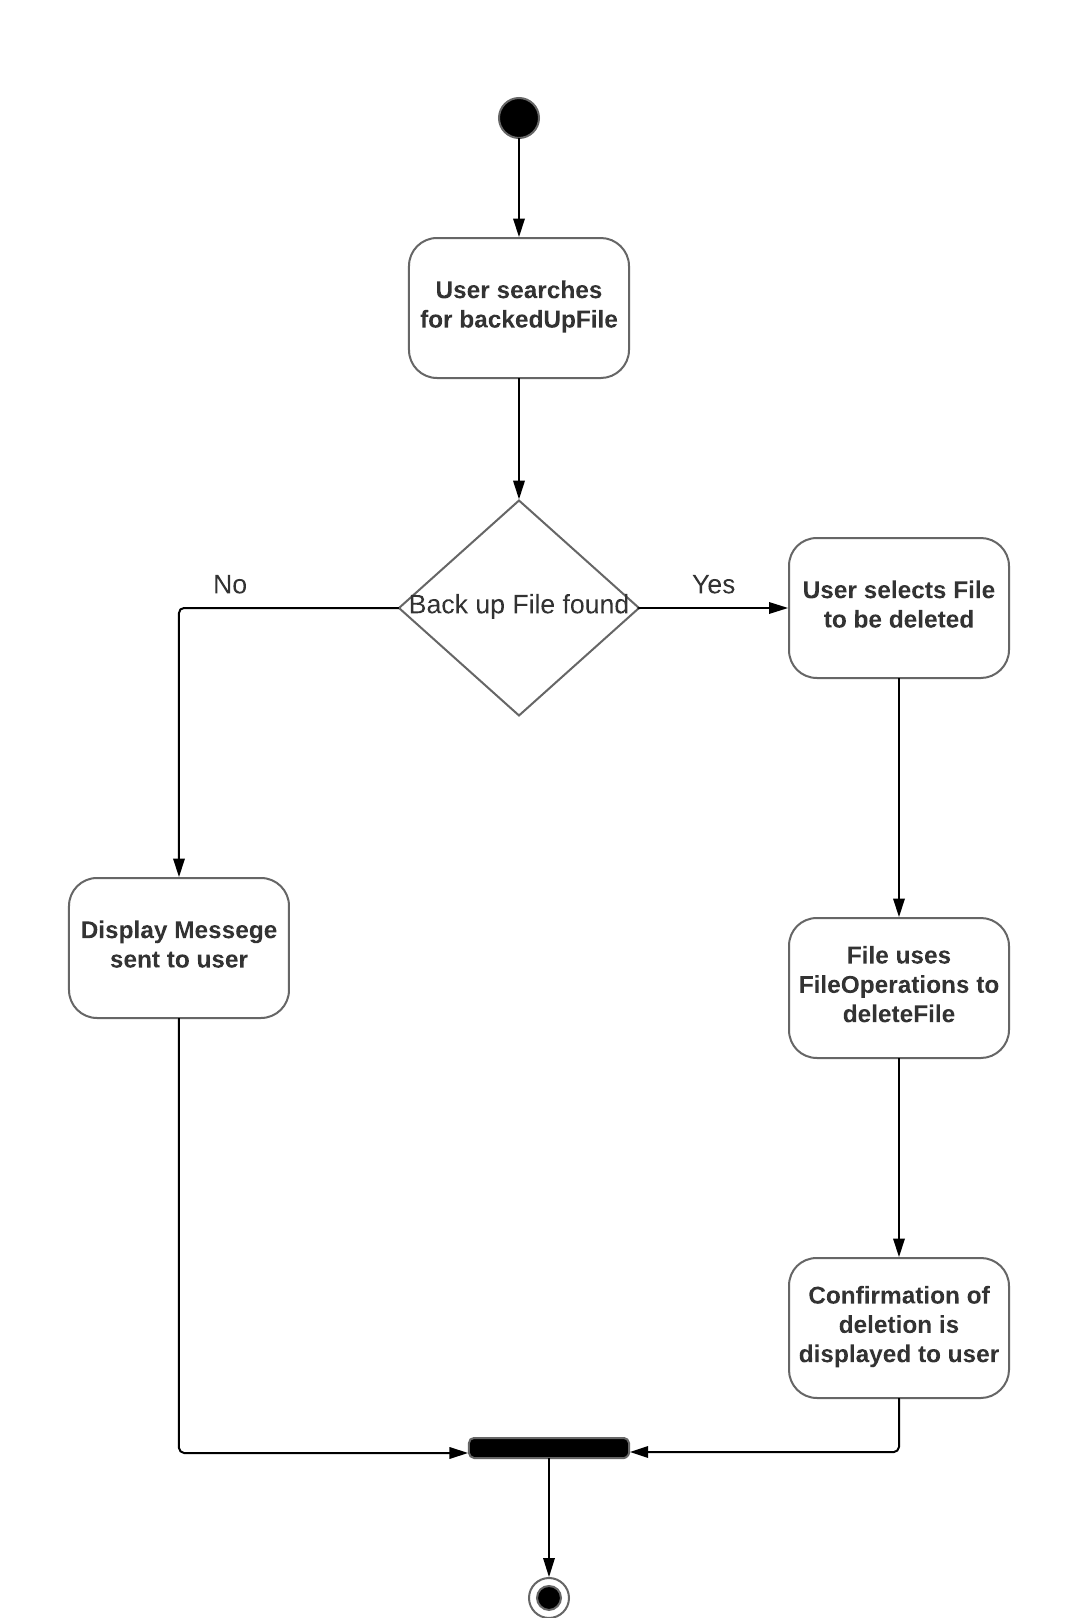 User searches
for backedUpFile
No
Back up File found
Yes
User selects File
to be deleted
Display Messege
sent to user
File uses
FileOperations to
deleteFile
Confirmation of
deletion is
displayed to user